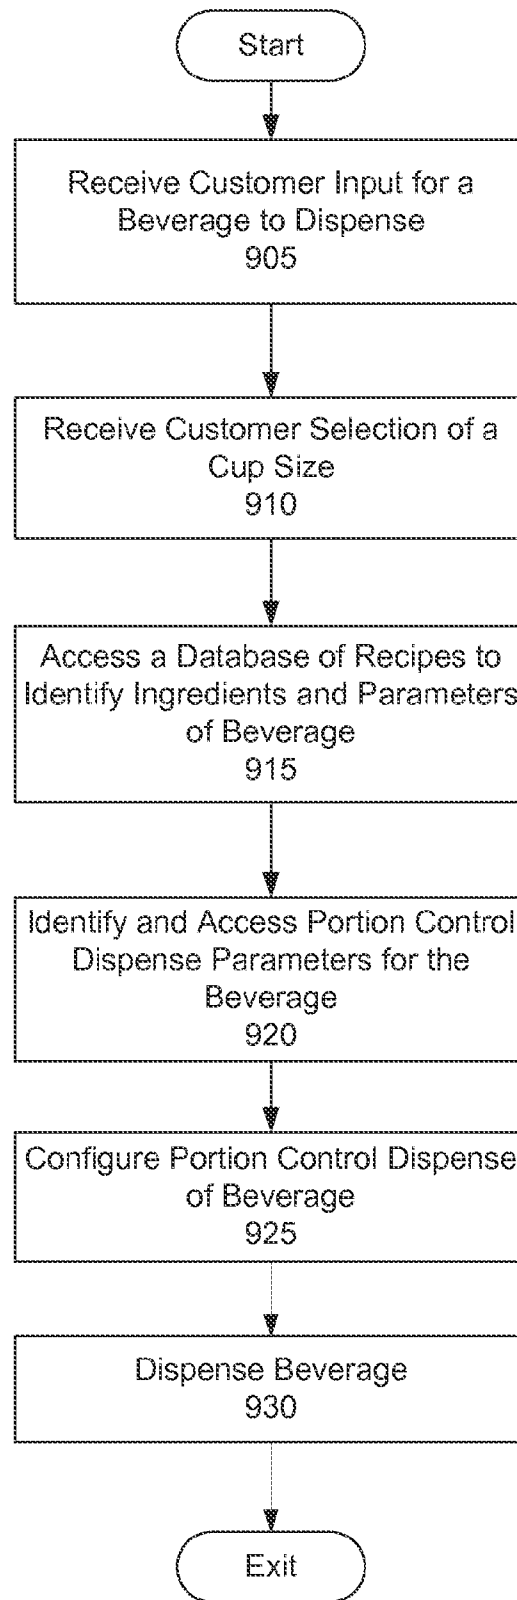 Start
Receive Customer Input for a
Beverage to Dispense
905
Receive Customer Selection of a
Cup Size
910
Access a Database of Recipes to
Identify Ingredients and Parameters
of Beverage
915
Identify and Access Portion Control
Dispense Parameters for the
Beverage
920
Configure Portion Control Dispense
of Beverage
925
Dispense Beverage
930
Exit